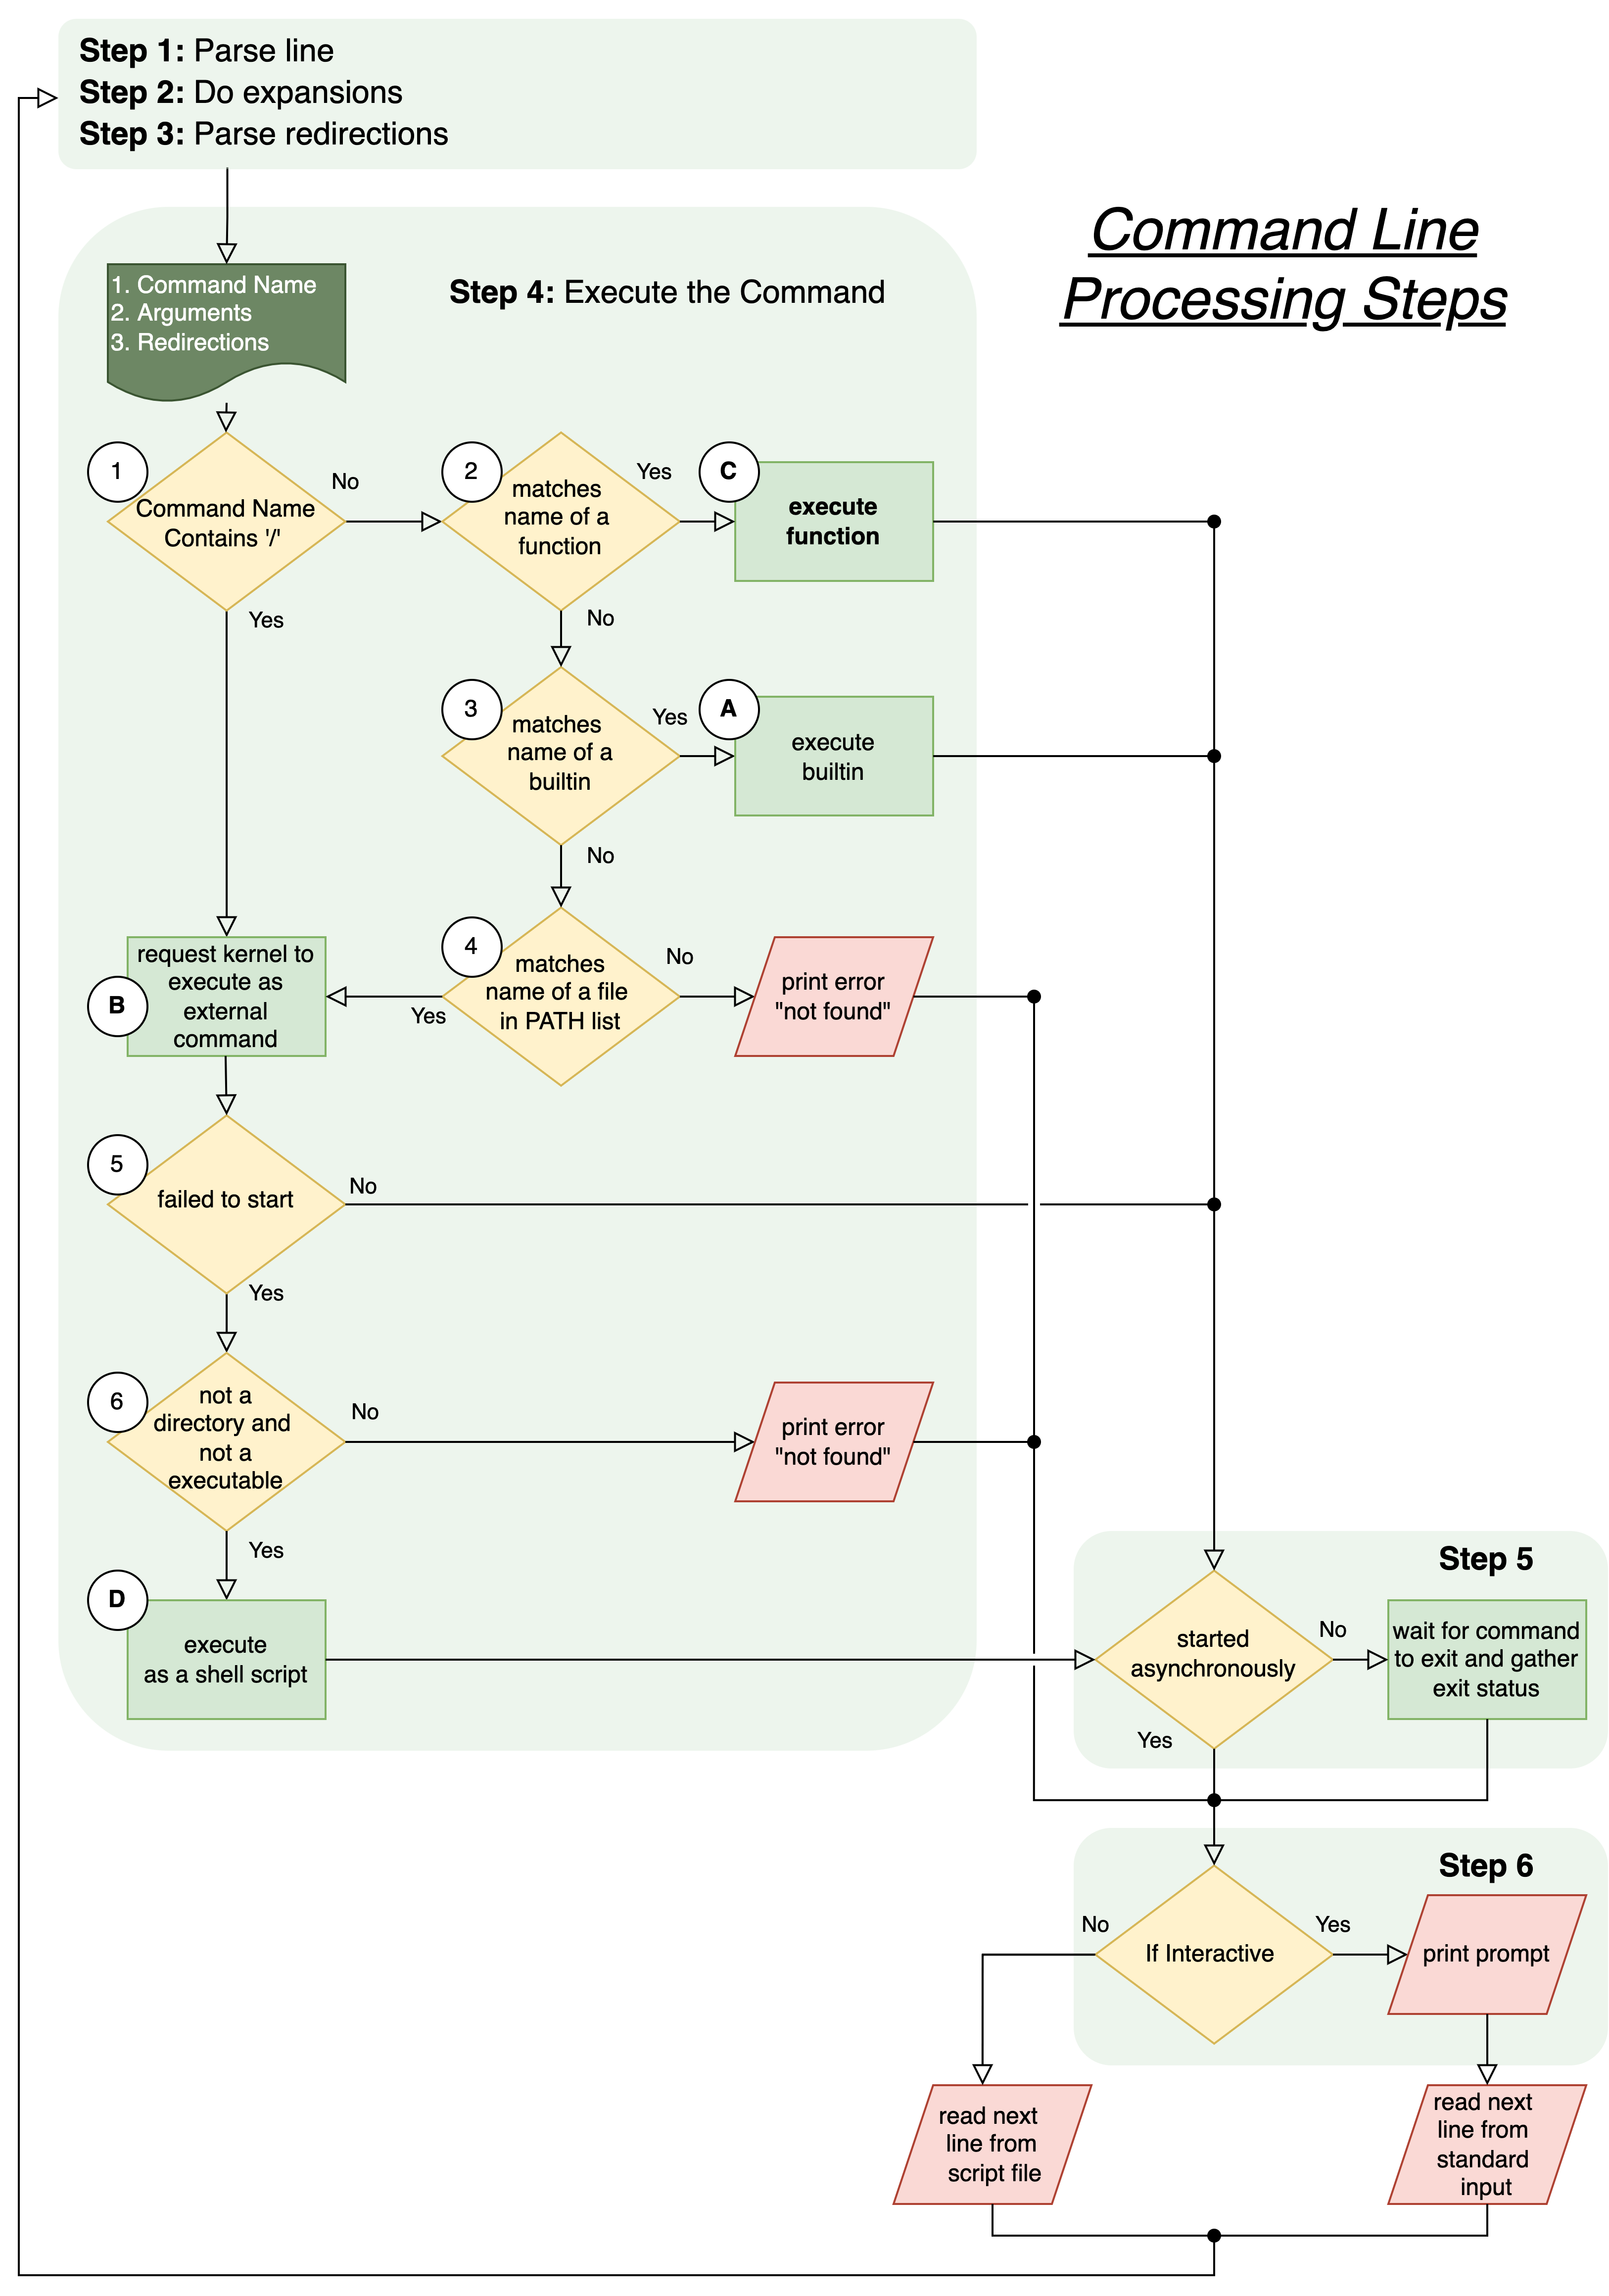 Step 1: Parse line
Step 2: Do expansions
Step 3: Parse redirections
Command Line
Processing Steps
Step 4: Execute the Command
1. Command Name
2. Arguments
3. Redirections
1
Command Name
Contains '/'
No
Yes
2
matches
name of a
function
Yes
No
C
execute
function
3
matches
name of a
builtin
Yes
No
A
execute
builtin
4
matches
name of a file
in PATH list
No
Yes
print error
"not found"
B
request kernel to
execute as
external
command
5
failed to start
No
Yes
6
not a
directory and
not a
executable
No
Yes
print error
"not found"
D
execute
as a shell script
Step 5
started
asynchronously
No
Yes
wait for command
to exit and gather
exit status
Step 6
If Interactive
No
Yes
print prompt
read next
line from
script file
read next
line from
standard
input